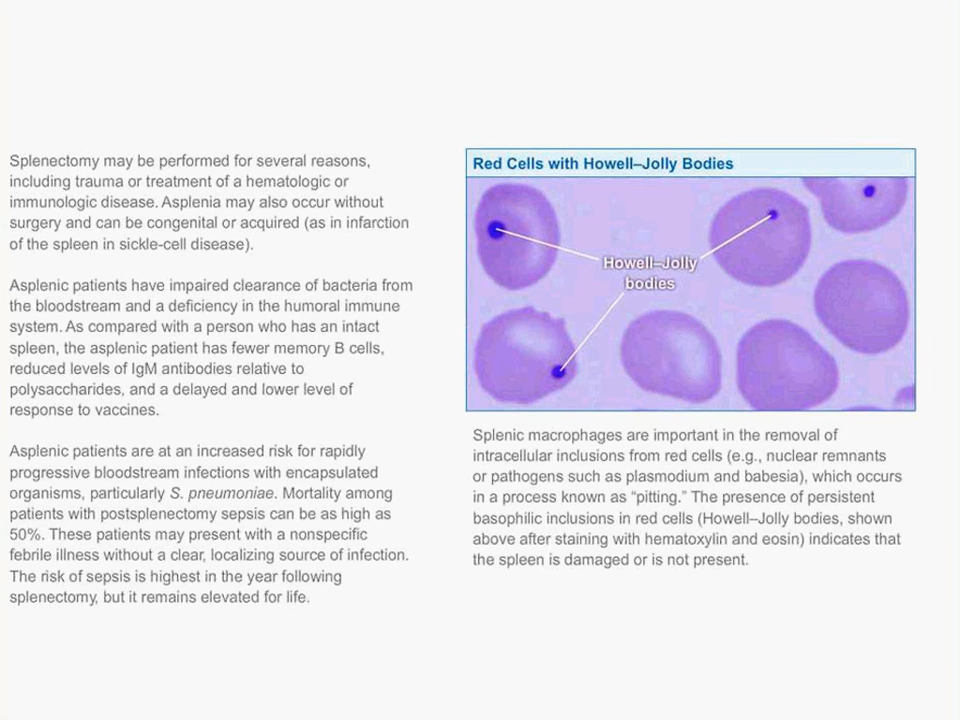 Splenectomy may be performed for several reasons,
including trauma or treatment of a hematologic or
immunologic disease. Asplenia may also occur without
surgery and can be congenital or acquired (as in infarction
of the spleen in sickle-cell disease).
Asplenic patients have impaired clearance of bacteria from
the bloodstream and a deficiency in the humoral immune
system. As compared with a person who has an intact
spleen, the asplenic patient has fewer memory B cells,
reduced levels of IgM antibodies relative to
polysaccharides, and a delayed and lower level of
response to vaccines.
Asplenic patients are at an increased risk for rapidly
progressive bloodstream infections with encapsulated
organisms, particularly S. pneumoniae. Mortality among
patients with postsplenectomy sepsis can be as high as
50%. These patients may present with a nonspecific
febrile illness without a clear, localizing source of infection.
The risk of sepsis is highest in the year following
splenectomy, but it remains elevated for life.
Red Cells with Howell–Jolly Bodies
Howell–Jolly
bodies
Splenic macrophages are important in the removal of
intracellular inclusions from red cells (e.g., nuclear remnants
or pathogens such as plasmodium and babesia), which occurs
in a process known as “pitting.” The presence of persistent
basophilic inclusions in red cells (Howell–Jolly bodies, shown
above after staining with hematoxylin and eosin) indicates that
the spleen is damaged or is not present.